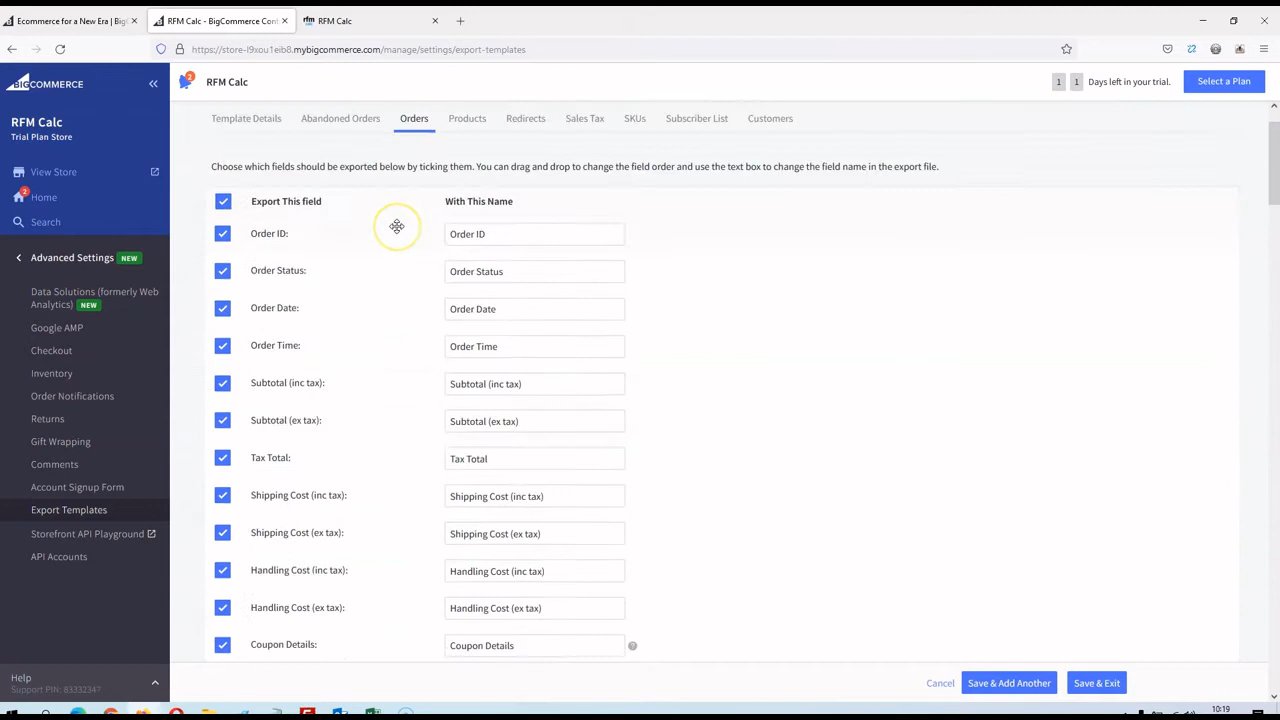 Ecommerce for a New Era | BigC
RFM Calc - BigCommerce Cont
RFM Calc
https://store-l9xou1eib8.mybigcommerce.com/manage/settings/export-templates
BIGCOMMERCE
2
RFM Calc
1 1 Days left in your trial.
Select a Plan
RFM Calc
Trial Plan Store
View Store
2
Home
Search
Advanced Settings NEW
Data Solutions (formerly Web
Analytics) NEW
Google AMP
Checkout
Inventory
Order Notifications
Returns
Gift Wrapping
Comments
Account Signup Form
Export Templates
Storefront API Playground
API Accounts
Help
Support PIN: 83332347
Template Details
Abandoned Orders
Orders
Products
Redirects
Sales Tax
SKUs
Subscriber List
Customers
Choose which fields should be exported below by ticking them. You can drag and drop to change the field order and use the text box to change the field name in the export file.
Export This field With This Name
Order ID: Order ID
Order Status: Order Status
Order Date: Order Date
Order Time: Order Time
Subtotal (inc tax): Subtotal (inc tax)
Subtotal (ex tax): Subtotal (ex tax)
Tax Total: Tax Total
Shipping Cost (inc tax): Shipping Cost (inc tax)
Shipping Cost (ex tax): Shipping Cost (ex tax)
Handling Cost (inc tax): Handling Cost (inc tax)
Handling Cost (ex tax): Handling Cost (ex tax)
Coupon Details: Coupon Details
Cancel
Save & Add Another
Save & Exit
10:19